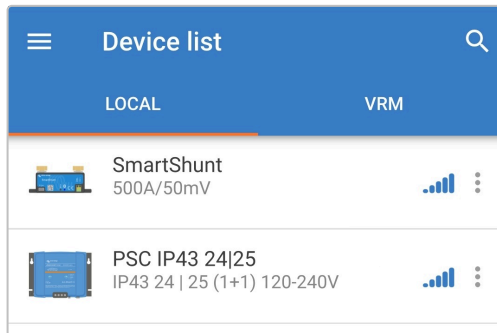 Device list
LOCAL VRM
SmartShunt
500A/50mV
PSC IP43 24|25
IP43 24 | 25 (1+1) 120-240V